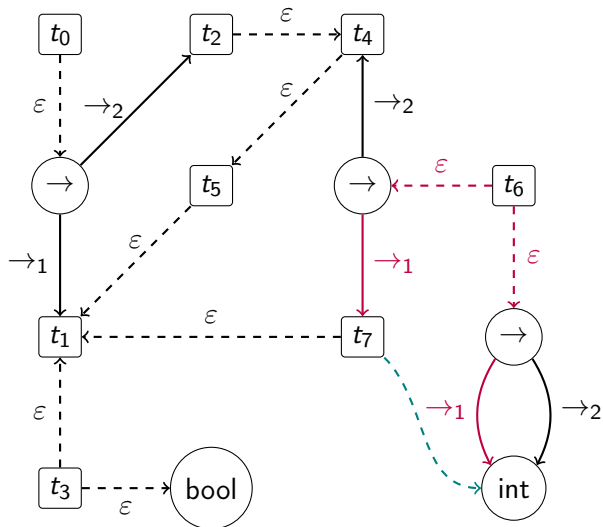 t₀ t₂ ε t₄
ε →₂ →₂
→ t₅ → ε t₆
→₁ ε ε →₁ ε
t₁ ε t₇ →
ε →₁ →₂
t₃ ε bool int